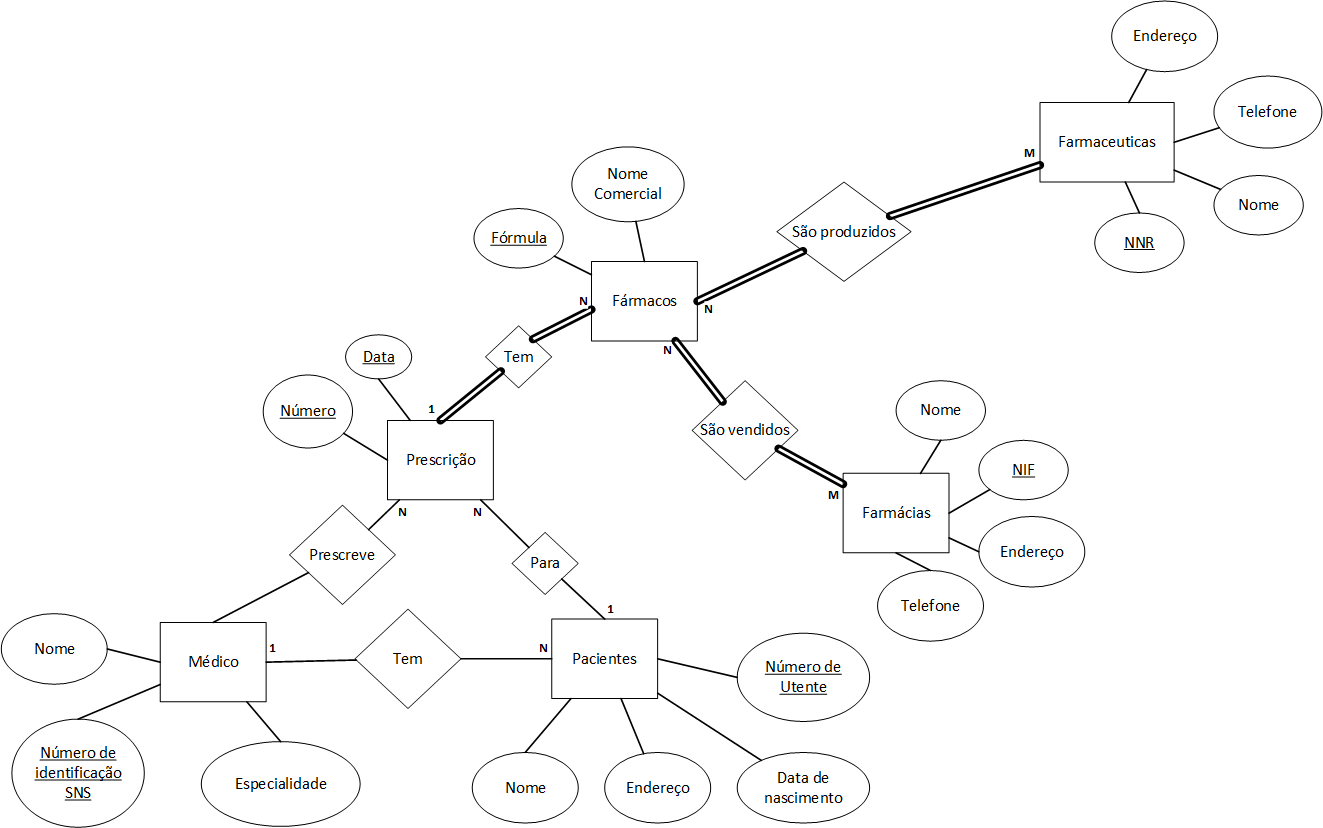 Endereço
Telefone
Farmaceuticas
M
Nome
Comercial
Nome
São produzidos
Fórmula
NNR
Fármacos
N
N
N
Tem
Data
1
Número
Nome
São vendidos
Prescrição
NIF
M
Farmácias
N
N
Endereço
Prescreve
Para
Telefone
1
Nome
1
N
Médico
Tem
Pacientes
Número de
Utente
Número de
identificação
SNS
Especialidade
Nome
Endereço
Data de
nascimento